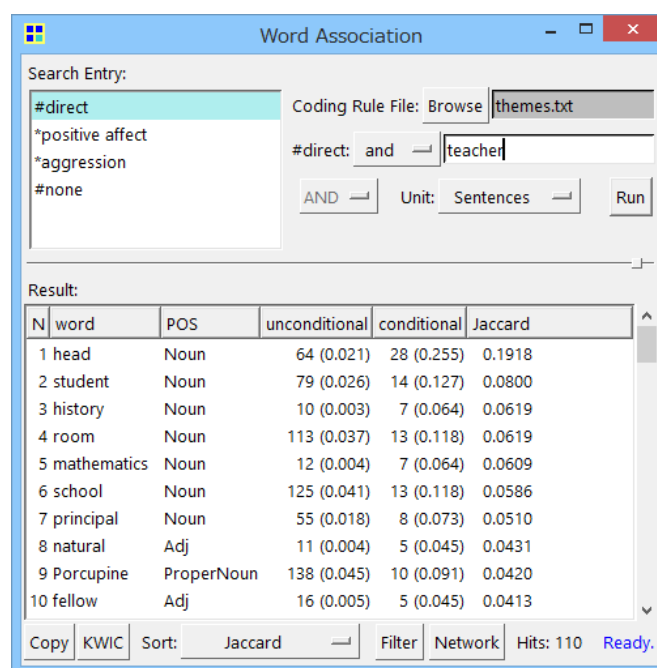 Word Association
Search Entry:
#direct
*positive affect
*aggression
#none
Coding Rule File: Browse themes.txt
#direct: and teacher
AND Unit: Sentences Run
Result:
N word POS unconditional conditional Jaccard
1 head Noun 64 (0.021) 28 (0.255) 0.1918
2 student Noun 79 (0.026) 14 (0.127) 0.0800
3 history Noun 10 (0.003) 7 (0.064) 0.0619
4 room Noun 113 (0.037) 13 (0.118) 0.0619
5 mathematics Noun 12 (0.004) 7 (0.064) 0.0609
6 school Noun 125 (0.041) 13 (0.118) 0.0586
7 principal Noun 55 (0.018) 8 (0.073) 0.0510
8 natural Adj 11 (0.004) 5 (0.045) 0.0431
9 Porcupine ProperNoun 138 (0.045) 10 (0.091) 0.0420
10 fellow Adj 16 (0.005) 5 (0.045) 0.0413
Copy KWIC Sort: Jaccard Filter Network Hits: 110 Ready.